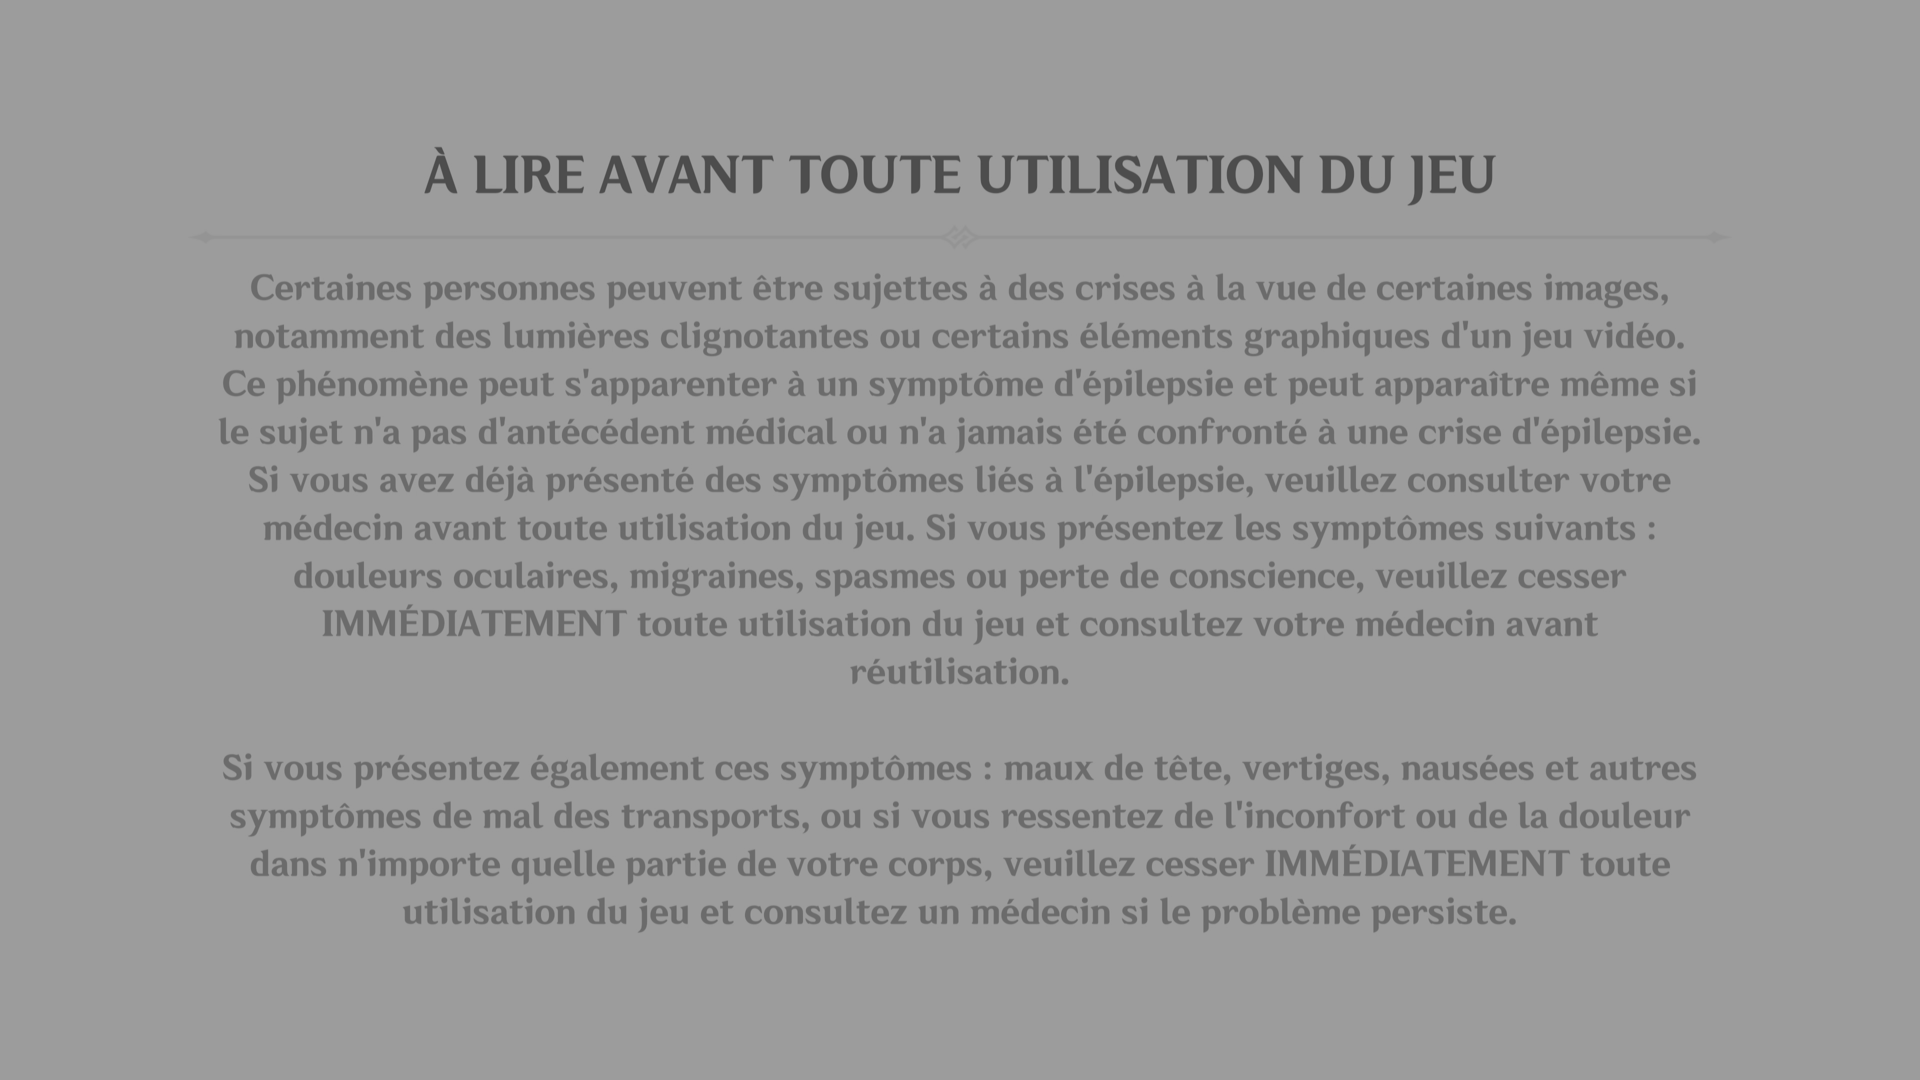 À LIRE AVANT TOUTE UTILISATION DU JEU
Certaines personnes peuvent être sujettes à des crises à la vue de certaines images,
notamment des lumières clignotantes ou certains éléments graphiques d'un jeu vidéo.
Ce phénomène peut s'apparenter à un symptôme d'épilepsie et peut apparaître même si
le sujet n'a pas d'antécédent médical ou n'a jamais été confronté à une crise d'épilepsie.
Si vous avez déjà présenté des symptômes liés à l'épilepsie, veuillez consulter votre
médecin avant toute utilisation du jeu. Si vous présentez les symptômes suivants :
douleurs oculaires, migraines, spasmes ou perte de conscience, veuillez cesser
IMMÉDIATEMENT toute utilisation du jeu et consultez votre médecin avant
réutilisation.
Si vous présentez également ces symptômes : maux de tête, vertiges, nausées et autres
symptômes de mal des transports, ou si vous ressentez de l'inconfort ou de la douleur
dans n'importe quelle partie de votre corps, veuillez cesser IMMÉDIATEMENT toute
utilisation du jeu et consultez un médecin si le problème persiste.